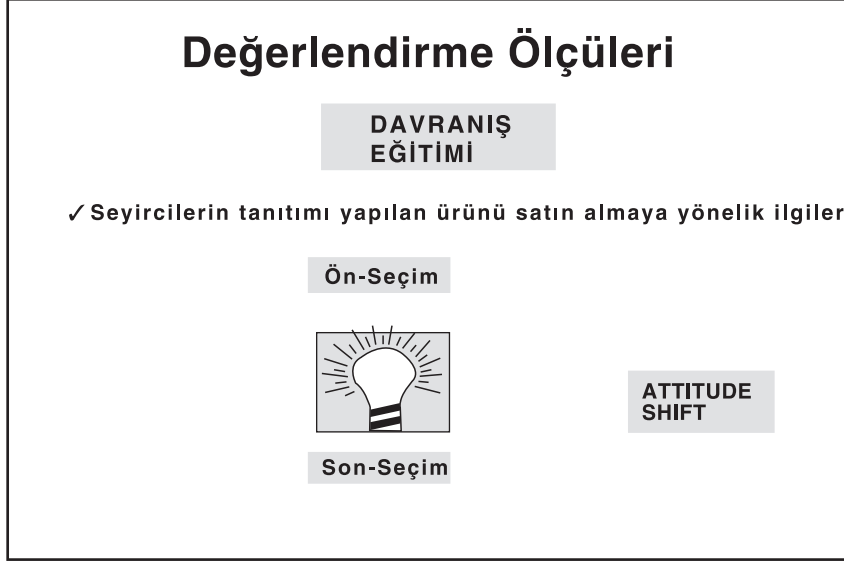 Değerlendirme Ölçüleri
DAVRANIŞ
EĞİTİMİ
✓Seyircilerin tanıtımı yapılan ürünü satın almaya yönelik ilgiler
Ön-Seçim
ATTITUDE
SHIFT
Son-Seçim